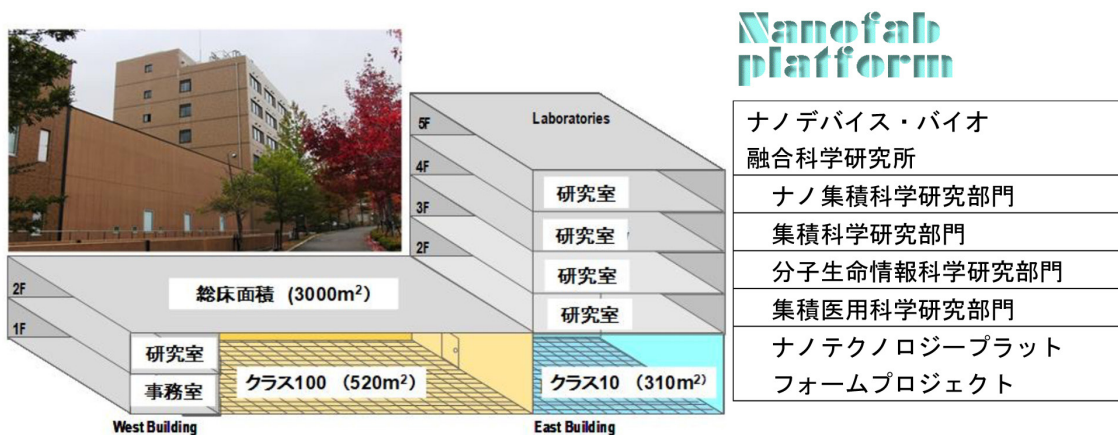 Nanofab
platform
5F
Laboratories
4F
研究室
3F
研究室
2F
研究室
2F
総床面積 (3000m²)
研究室
1F
研究室
クラス100 (520m²)
クラス10 (310m²)
事務室
West Building
East Building
ナノデバイス・バイオ
融合科学研究所
ナノ集積科学研究部門
集積科学研究部門
分子生命情報科学研究部門
集積医用科学研究部門
ナノテクノロジープラット
フォームプロジェクト